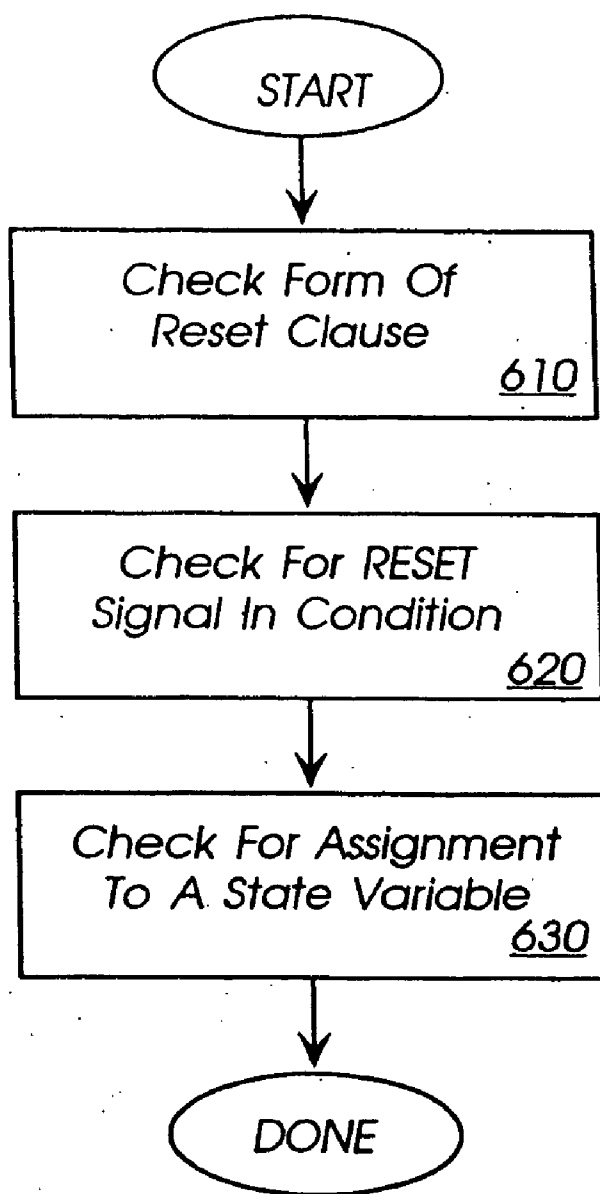 START
Check Form Of
Reset Clause
610
Check For RESET
Signal In Condition
620
Check For Assignment
To A State Variable
630
DONE